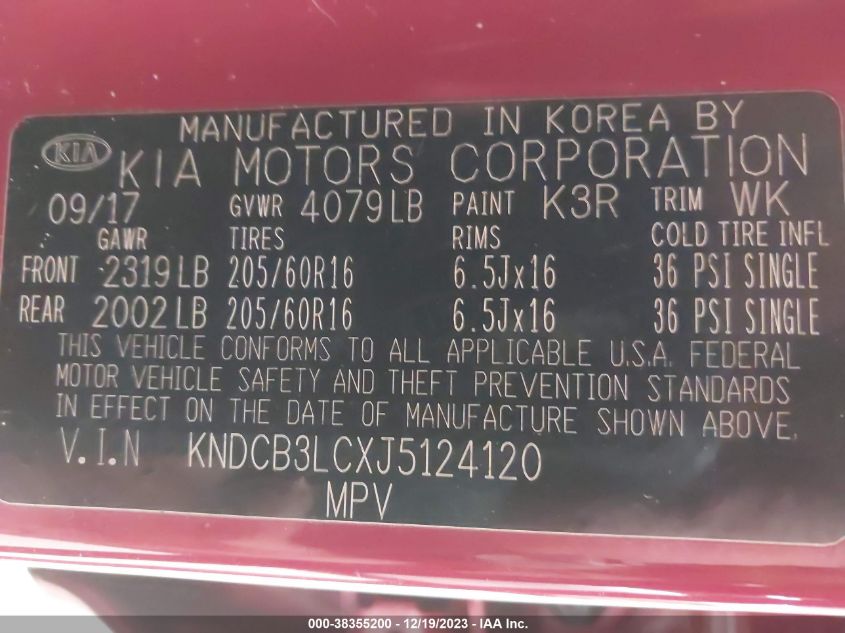 MANUFACTURED IN KOREA BY
KIA KIA MOTORS CORPORATION
09/17 GVWR 4079LB PAINT K3R TRIM WK
GAWR TIRES RIMS COLD TIRE INFL
FRONT 2319LB 205/60R16 6.5Jx16 36 PSI SINGLE
REAR 2002LB 205/60R16 6.5Jx16 36 PSI SINGLE
THIS VEHICLE CONFORMS TO ALL APPLICABLE U.S.A. FEDERAL
MOTOR VEHICLE SAFETY AND THEFT PREVENTION STANDARDS
IN EFFECT ON THE DATE OF MANUFACTURE SHOWN ABOVE.
V.I.N KNDCB3LCXJ5124120
MPV
000-38355200 - 12/19/2023 - IAA Inc.